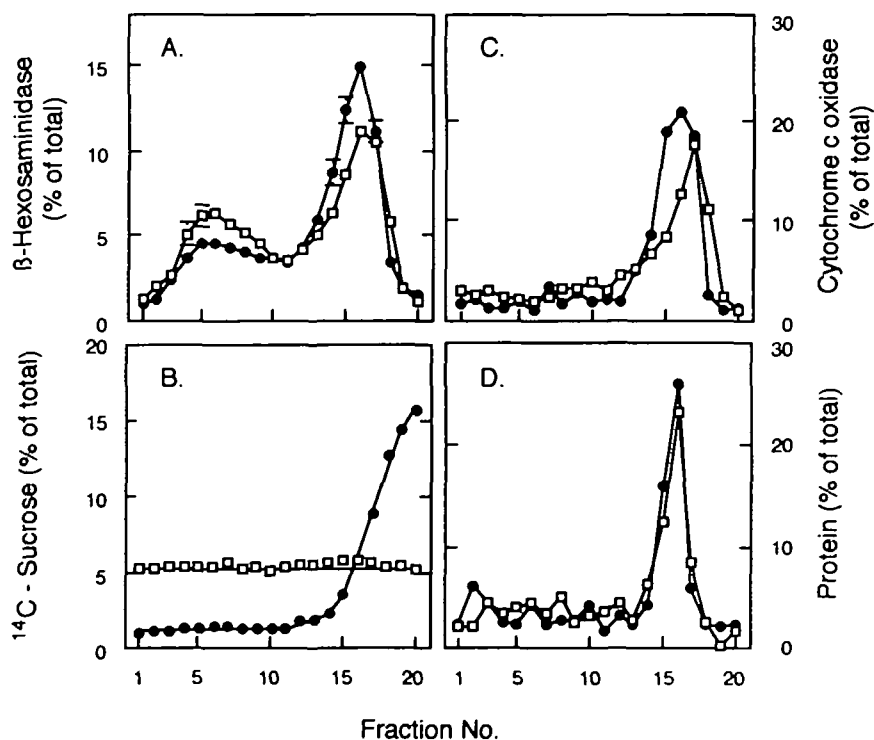 A.
15
10
5
0
ß-Hexosaminidase
(% of total)
C.
30
20
10
0
Cytochrome c oxidase
(% of total)
B.
20
15
10
5
0
14C - Sucrose (% of total)
1 5 10 15 20
D.
30
20
10
0
Protein (% of total)
1 5 10 15 20
Fraction No.